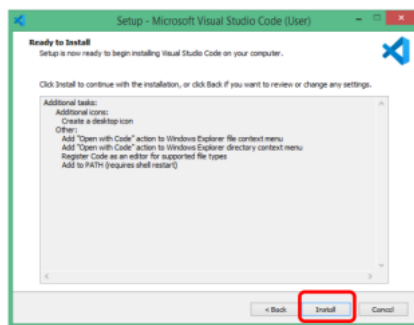 Setup - Microsoft Visual Studio Code (User)
Ready to Install
Setup is now ready to begin installing Visual Studio Code on your computer.
Click Install to continue with the installation, or click Back if you want to review or change any settings.
Additional tasks:
Additional icons:
Create a desktop icon
Other:
Add "Open with Code" action to Windows Explorer file context menu
Add "Open with Code" action to Windows Explorer directory context menu
Register Code as an editor for supported file types
Add to PATH (requires shell restart)
< Back
Install
Cancel